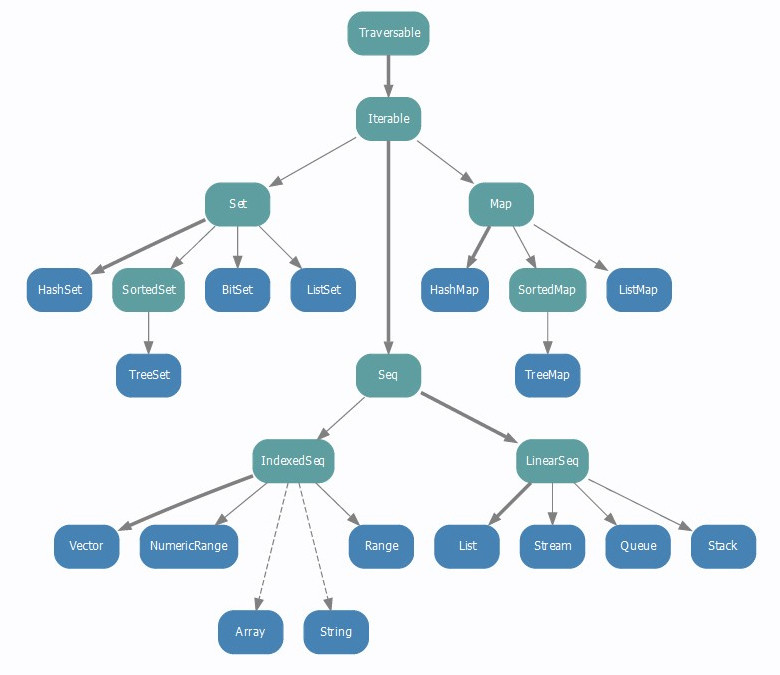 Traversable
Iterable
Set
Map
HashSet
SortedSet
BitSet
ListSet
HashMap
SortedMap
ListMap
TreeSet
Seq
TreeMap
IndexedSeq
LinearSeq
Vector
NumericRange
Range
List
Stream
Queue
Stack
Array
String